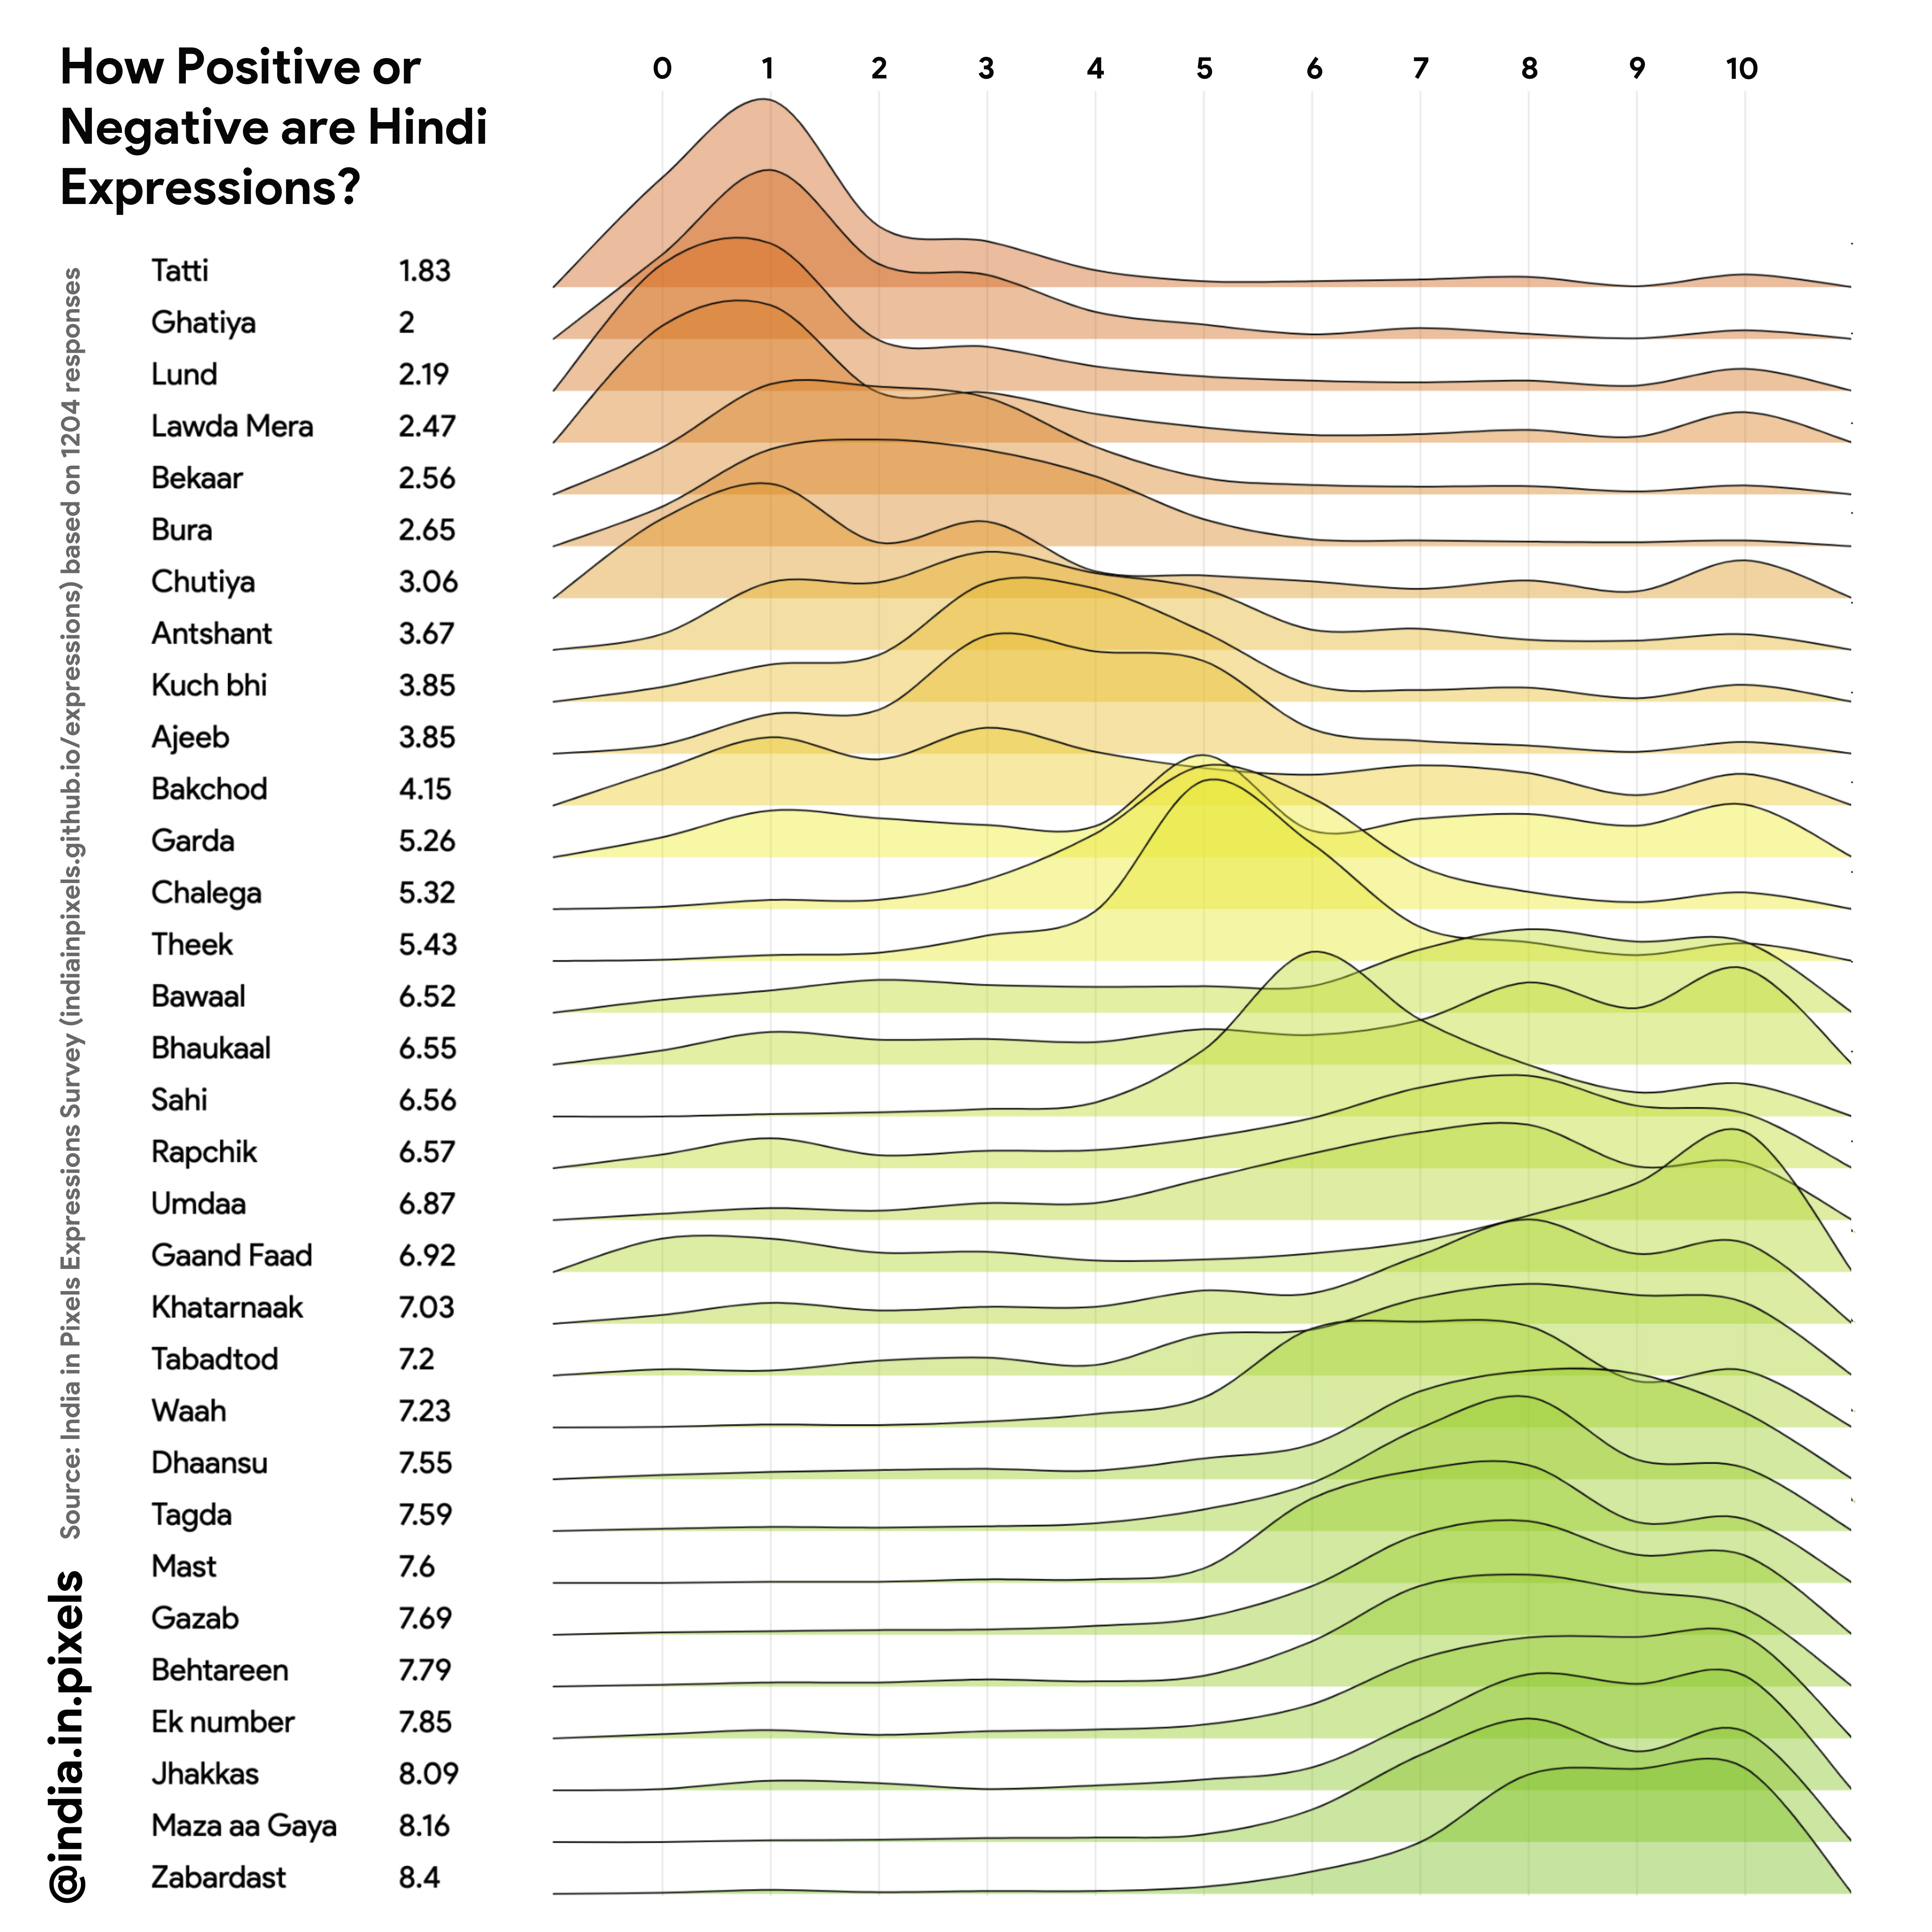 How Positive or
Negative are Hindi
Expressions?
0 1 2 3 4 5 6 7 8 9 10
Tatti 1.83
Ghatiya 2
Lund 2.19
Lawda Mera 2.47
Bekaar 2.56
Bura 2.65
Chutiya 3.06
Antshant 3.67
Kuch bhi 3.85
Ajeeb 3.85
Bakchod 4.15
Garda 5.26
Chalega 5.32
Theek 5.43
Bawaal 6.52
Bhaukaal 6.55
Sahi 6.56
Rapchik 6.57
Umdaa 6.87
Gaand Faad 6.92
Khatarnaak 7.03
Tabadtod 7.2
Waah 7.23
Dhaansu 7.55
Tagda 7.59
Mast 7.6
Gazab 7.69
Behtareen 7.79
Ek number 7.85
Jhakkas 8.09
Maza aa Gaya 8.16
Zabardast 8.4
@india.in.pixels Source: India in Pixels Expressions Survey (indiainpixels.github.io/expressions) based on 1204 responses